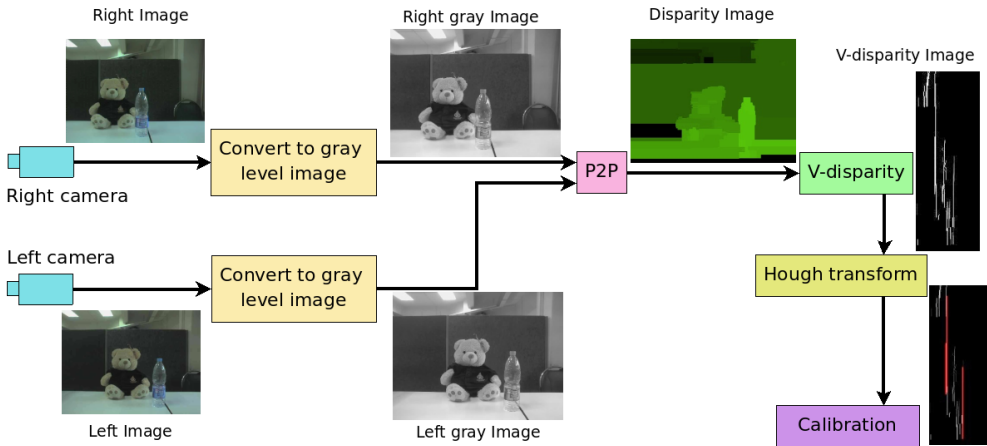 Right Image
Right gray Image
Disparity Image
V-disparity Image
Convert to gray
level image
P2P
V-disparity
Right camera
Left camera
Convert to gray
level image
Hough transform
Left Image
Left gray Image
Calibration